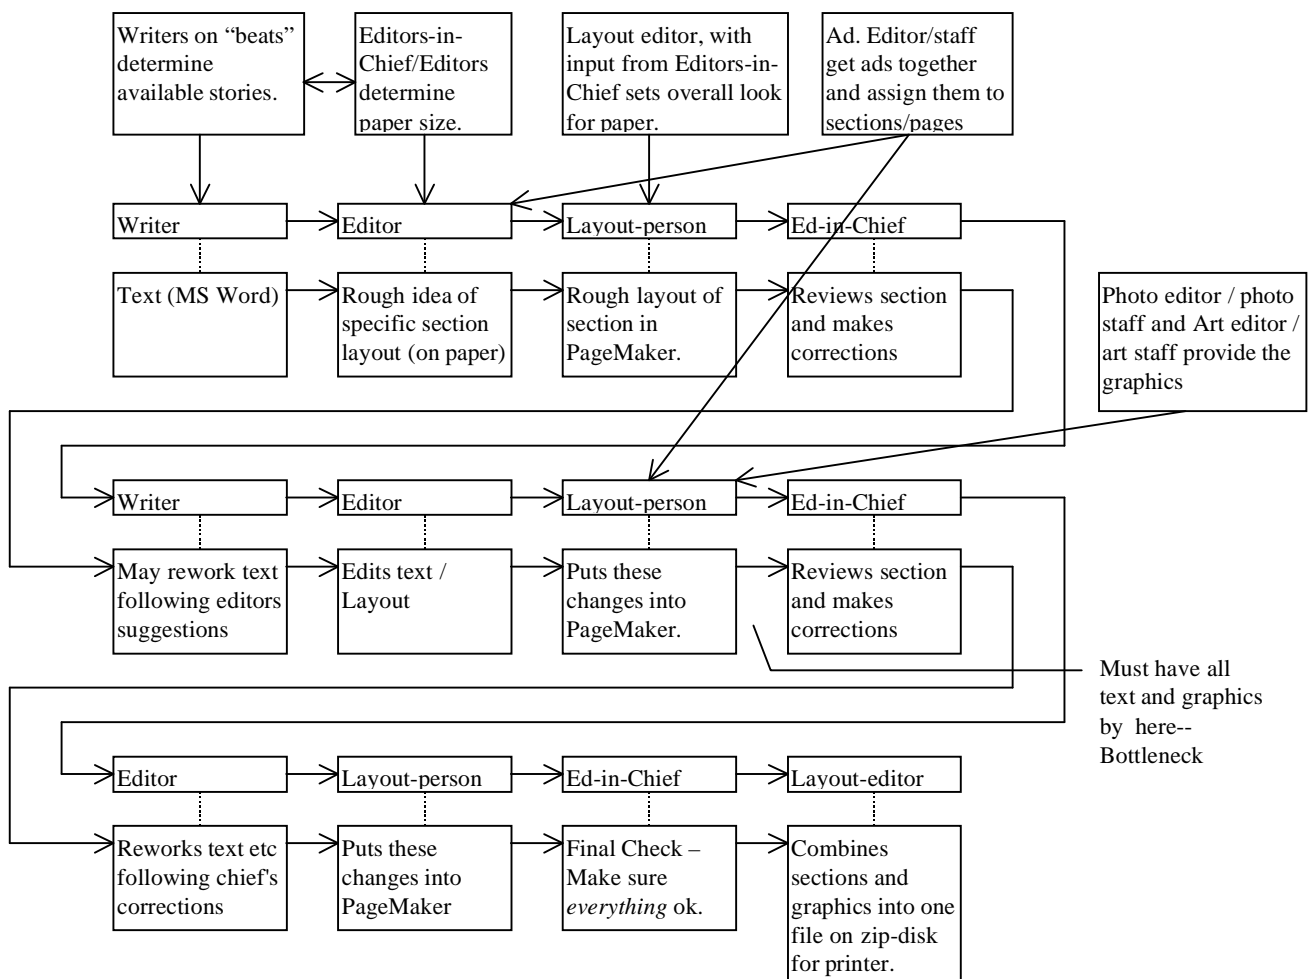 Writers on “beats”
determine
available stories.
Editors-in-
Chief/Editors
determine
paper size.
Layout editor, with
input from Editors-in-
Chief sets overall look
for paper.
Ad. Editor/staff
get ads together
and assign them to
sections/pages
Writer
Editor
Layout-person
Ed-in-Chief
Text (MS Word)
Rough idea of
specific section
layout (on paper)
Rough layout of
section in
PageMaker.
Reviews section
and makes
corrections
Photo editor / photo
staff and Art editor /
art staff provide the
graphics
Writer
Editor
Layout-person
Ed-in-Chief
May rework text
following editors
suggestions
Edits text /
Layout
Puts these
changes into
PageMaker.
Reviews section
and makes
corrections
Must have all
text and graphics
by here--
Bottleneck
Editor
Layout-person
Ed-in-Chief
Layout-editor
Reworks text etc
following chief's
corrections
Puts these
changes into
PageMaker
Final Check –
Make sure
everything ok.
Combines
sections and
graphics into one
file on zip-disk
for printer.